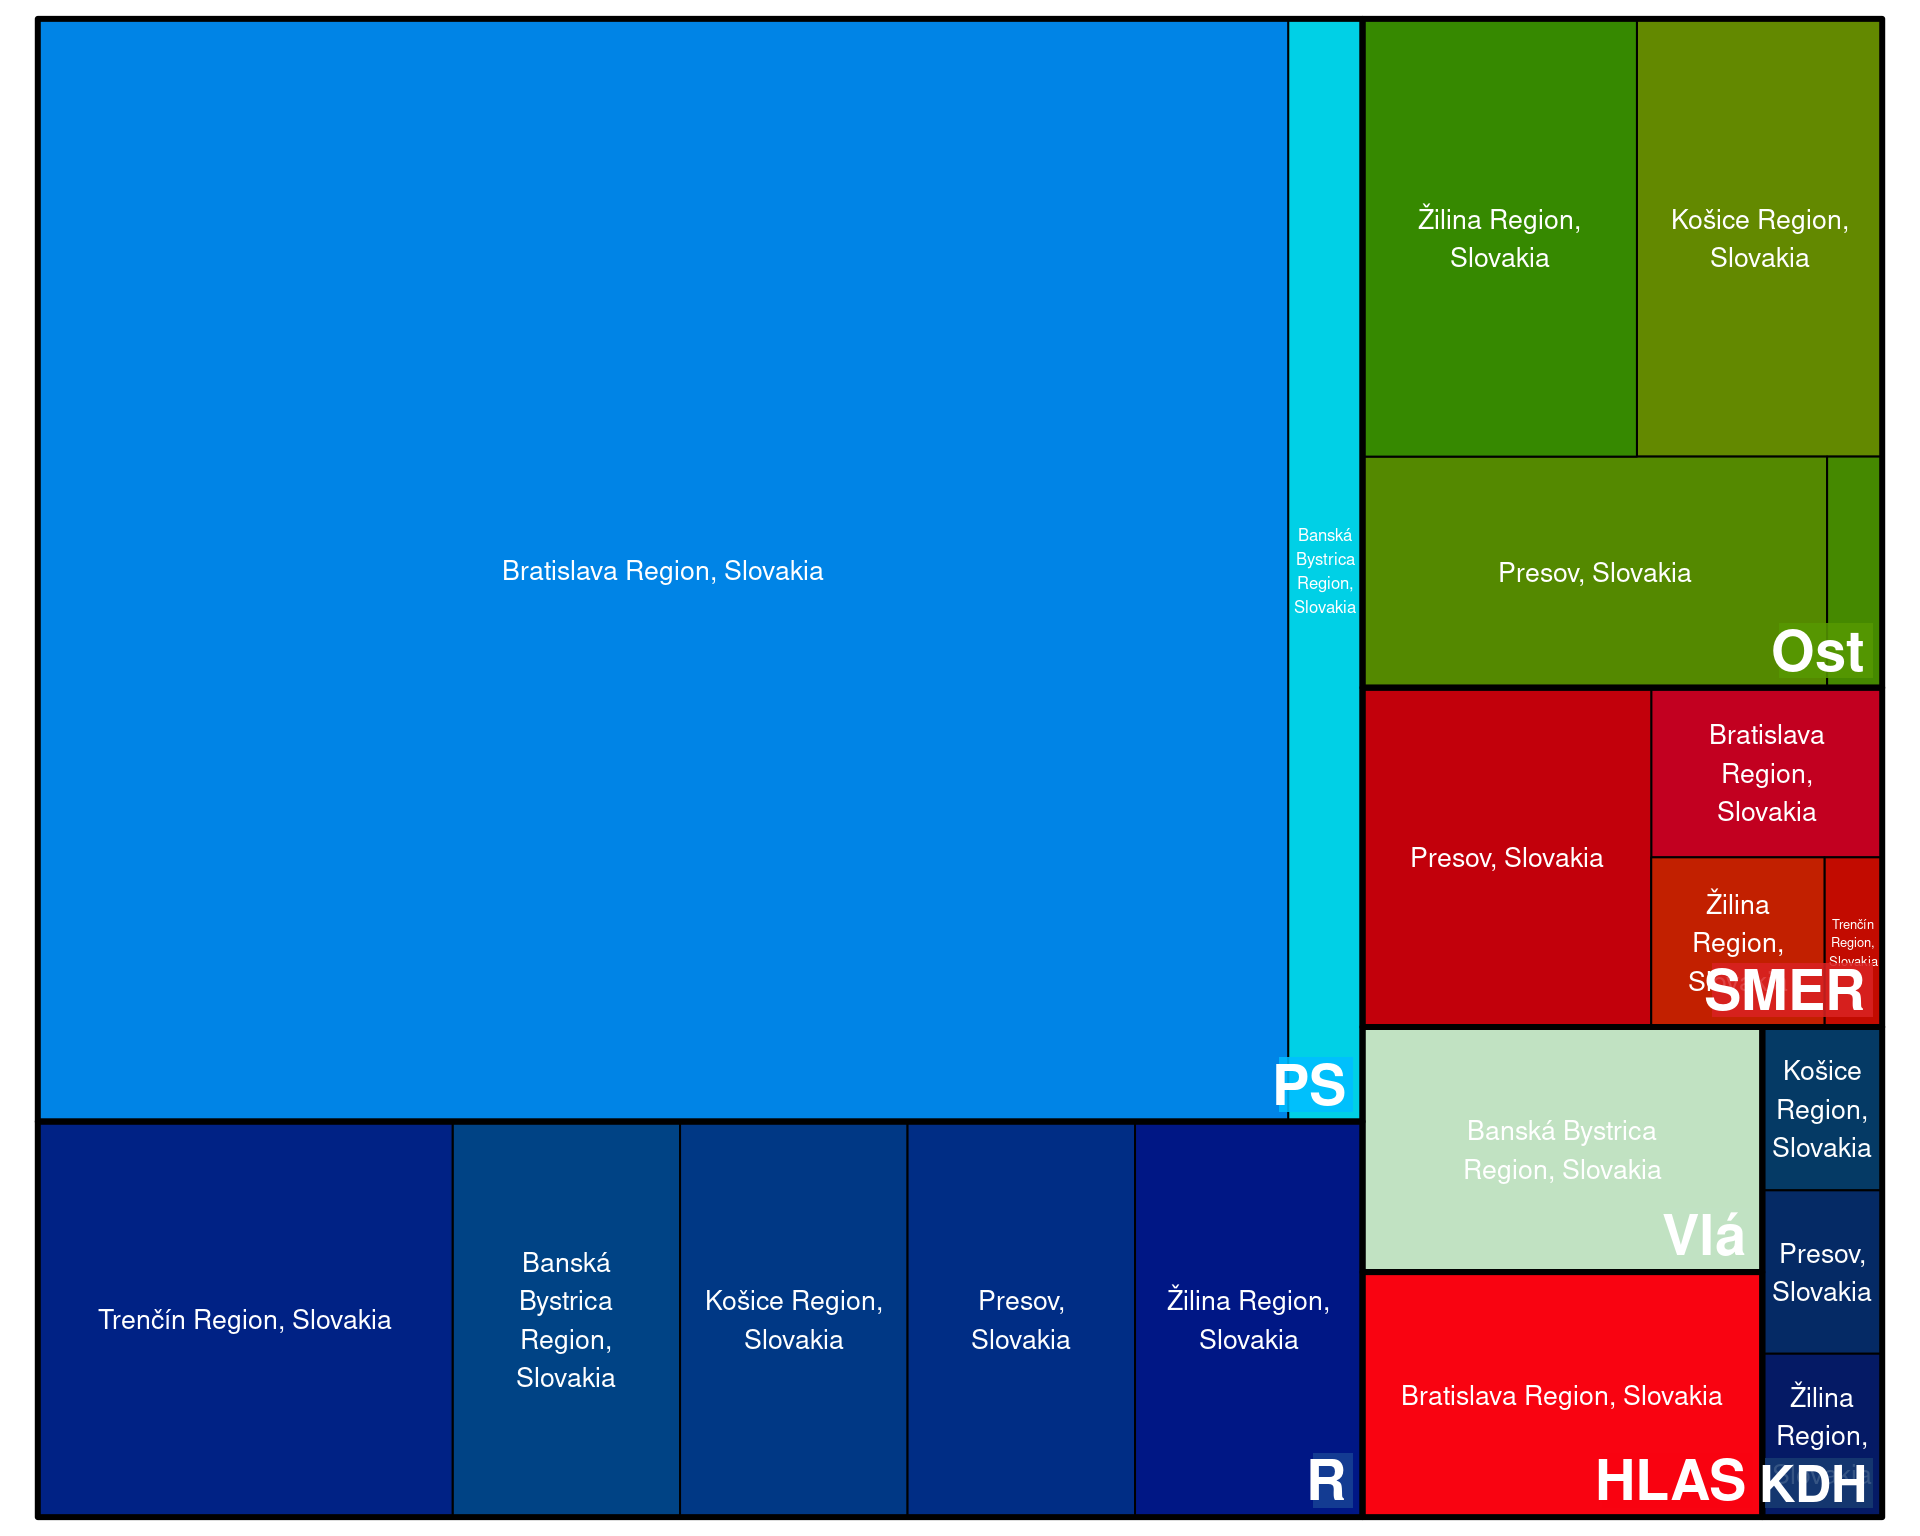 Bratislava Region, Slovakia
Banská
Bystrica
Region,
Slovakia
PS
Trenčín Region, Slovakia
Banská
Bystrica
Region,
Slovakia
Košice Region,
Slovakia
Presov,
Slovakia
Žilina Region,
Slovakia
R
Žilina Region,
Slovakia
Košice Region,
Slovakia
Presov, Slovakia
Ost
Presov, Slovakia
Bratislava
Region,
Slovakia
Žilina
Region,
Trenčín
Region,
Slovakia
SMER
Banská Bystrica
Region, Slovakia
Vlá
Bratislava Region, Slovakia
HLAS
Košice
Region,
Slovakia
Presov,
Slovakia
Žilina
Region,
Slovakia
KDH